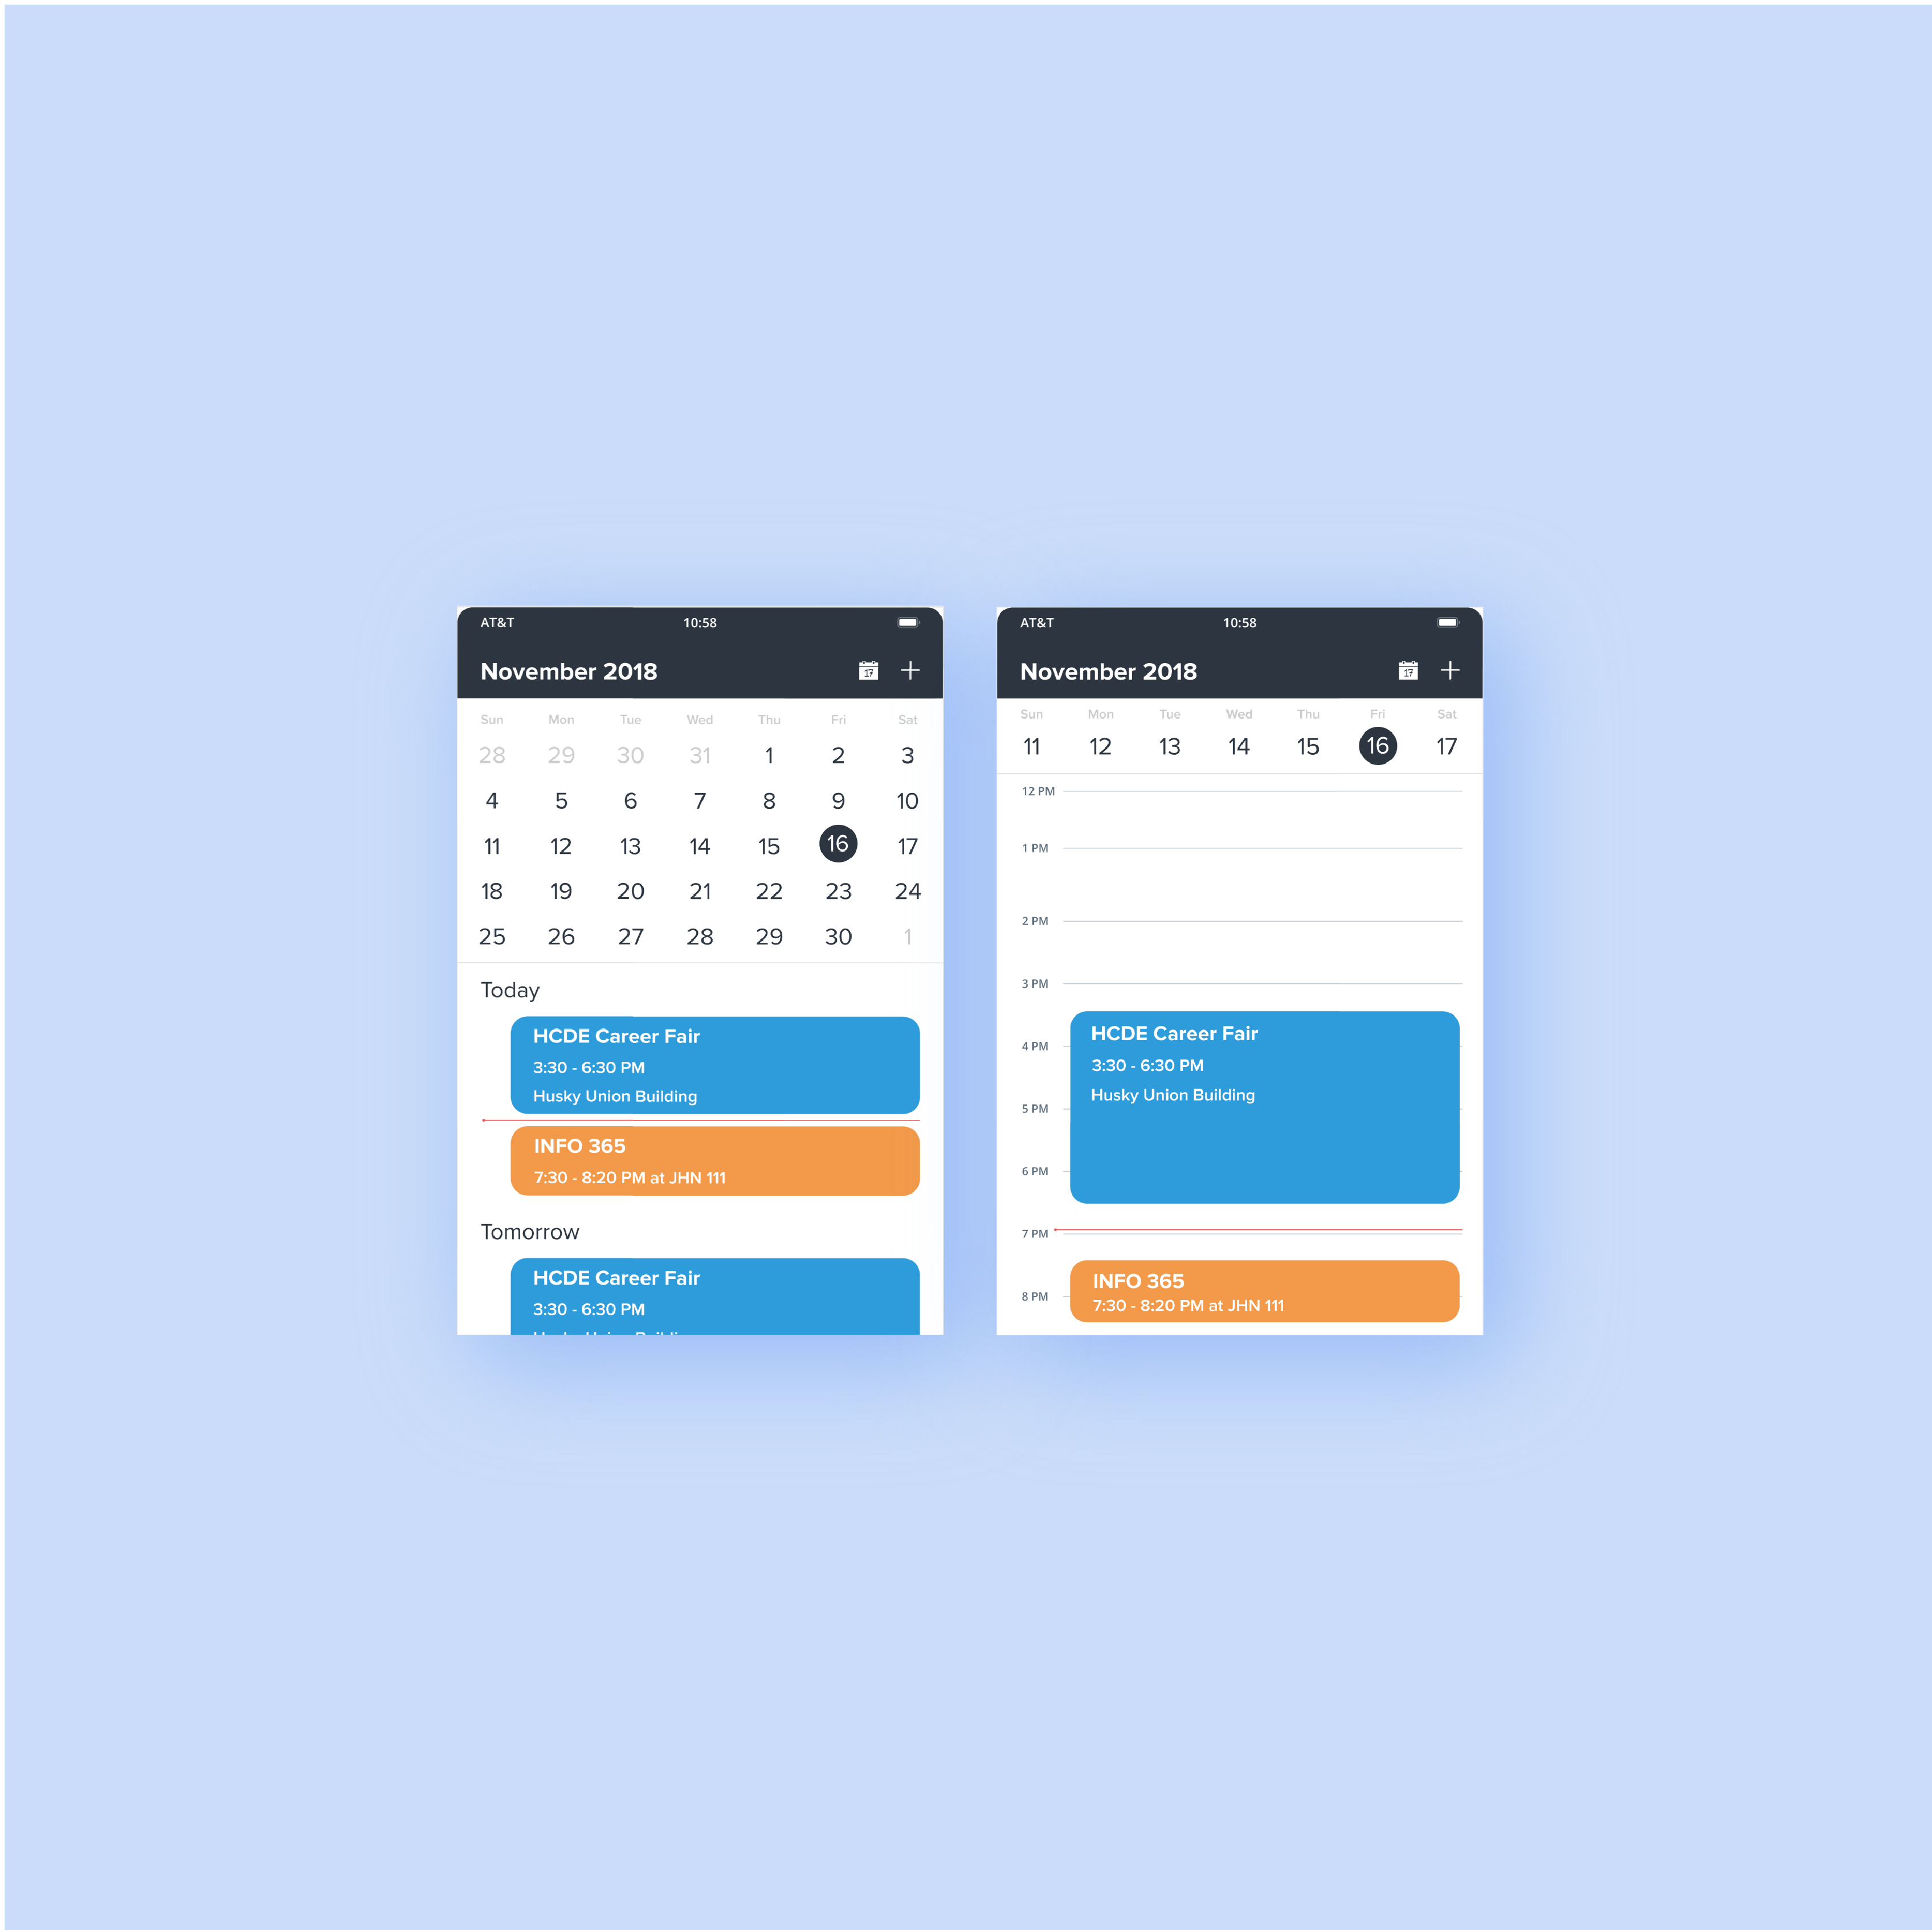 AT&T 10:58
November 2018 17
Sun Mon Tue Wed Thu Fri Sat
28 29 30 31 1 2 3
4 5 6 7 8 9 10
11 12 13 14 15 16 17
18 19 20 21 22 23 24
25 26 27 28 29 30 1
Today
HCDE Career Fair
3:30 - 6:30 PM
Husky Union Building
INFO 365
7:30 - 8:20 PM at JHN 111
Tomorrow
HCDE Career Fair
3:30 - 6:30 PM
AT&T 10:58
November 2018 17
Sun Mon Tue Wed Thu Fri Sat
11 12 13 14 15 16 17
12 PM
1 PM
2 PM
3 PM
HCDE Career Fair
4 PM
3:30 - 6:30 PM
Husky Union Building
5 PM
6 PM
7 PM
INFO 365
8 PM
7:30 - 8:20 PM at JHN 111